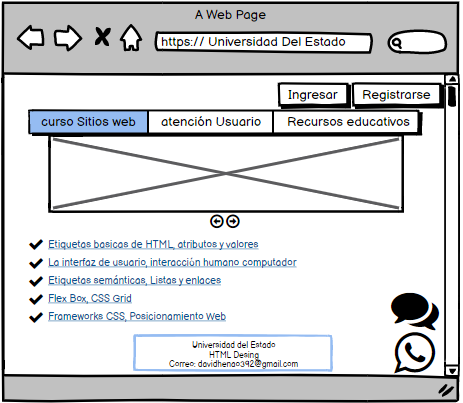 A Web Page
https:// Universidad Del Estado
Ingresar
Registrarse
curso Sitios web
atención Usuario
Recursos educativos
Etiquetas basicas de HTML, atributos y valores
La interfaz de usuario, interacción humano computador
Etiquetas semánticas, Listas y enlaces
Flex Box, CSS Grid
Frameworks CSS, Posicionamiento Web
Universidad del Estado
HTML Desing
Correo: davidhenao392@gmail.com